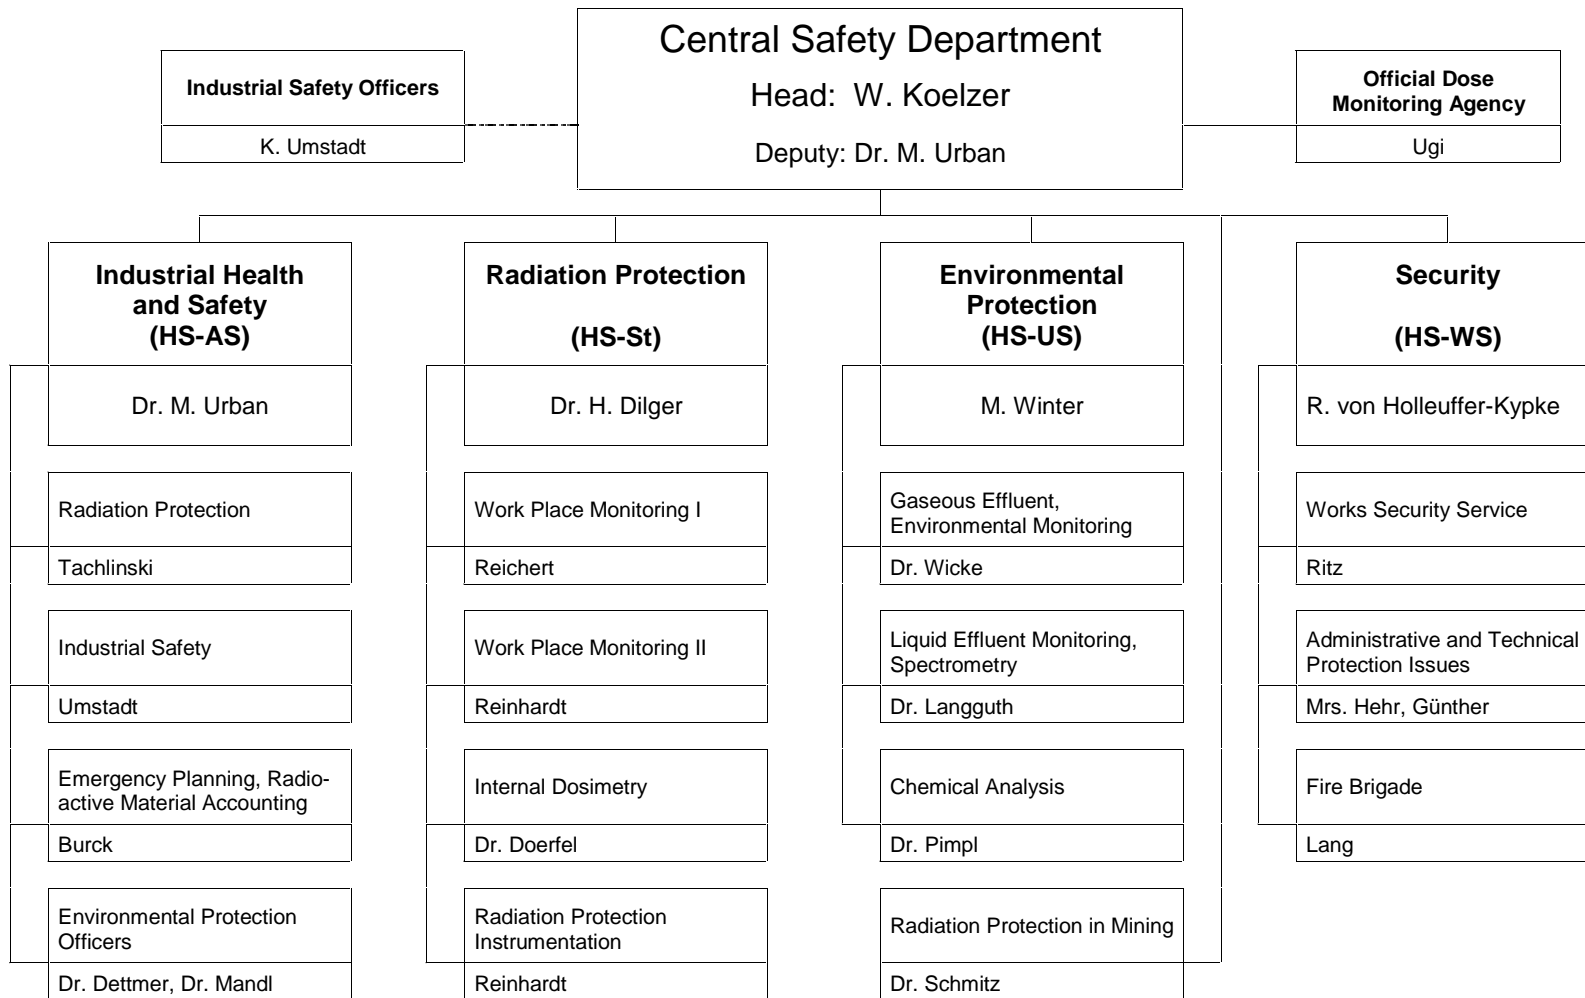 Central Safety Department
Head: W. Koelzer
Deputy: Dr. M. Urban
Industrial Safety Officers
K. Umstadt
Official Dose
Monitoring Agency
Ugi
Industrial Health
and Safety
(HS-AS)
Dr. M. Urban
Radiation Protection
Tachlinski
Industrial Safety
Umstadt
Emergency Planning, Radio-
active Material Accounting
Burck
Environmental Protection
Officers
Dr. Dettmer, Dr. Mandl
Radiation Protection
(HS-St)
Dr. H. Dilger
Work Place Monitoring I
Reichert
Work Place Monitoring II
Reinhardt
Internal Dosimetry
Dr. Doerfel
Radiation Protection
Instrumentation
Reinhardt
Environmental
Protection
(HS-US)
M. Winter
Gaseous Effluent,
Environmental Monitoring
Dr. Wicke
Liquid Effluent Monitoring,
Spectrometry
Dr. Langguth
Chemical Analysis
Dr. Pimpl
Radiation Protection in Mining
Dr. Schmitz
Security
(HS-WS)
R. von Holleuffer-Kypke
Works Security Service
Ritz
Administrative and Technical
Protection Issues
Mrs. Hehr, Günther
Fire Brigade
Lang